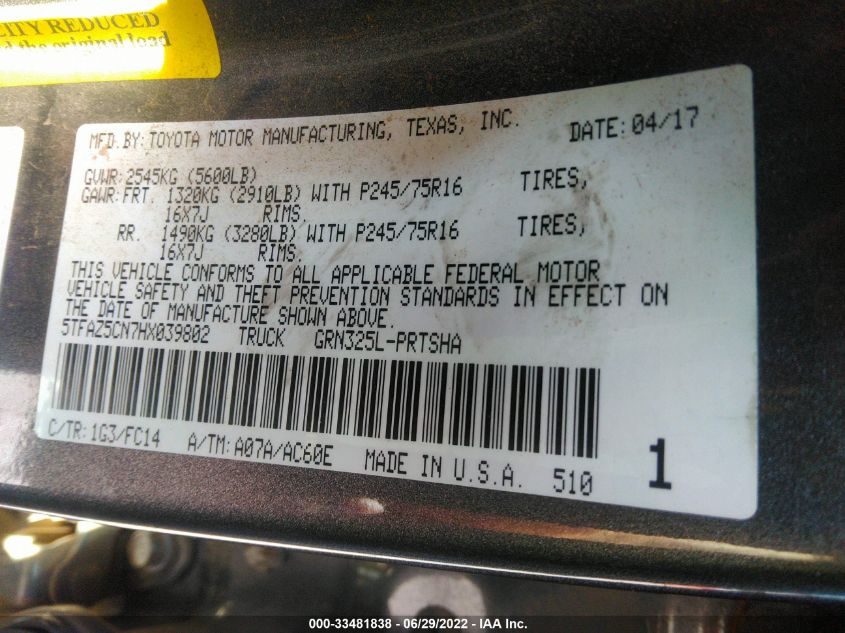 CITY REDUCED
the original load
MFD.BY:TOYOTA MOTOR MANUFACTURING, TEXAS, INC. DATE:04/17
GVWR:2545KG (5600LB)
GAWR:FRT. 1320KG (2910LB) WITH P245/75R16 TIRES,
16X7J RIMS.
RR. 1490KG (3280LB) WITH P245/75R16 TIRES,
16X7J RIMS.
THIS VEHICLE CONFORMS TO ALL APPLICABLE FEDERAL MOTOR
VEHICLE SAFETY AND THEFT PREVENTION STANDARDS IN EFFECT ON
THE DATE OF MANUFACTURE SHOWN ABOVE.
5TFAZ5CN7HX039802 TRUCK GRN325L-PRTSHA
C/TR:1G3/FC14 A/TM:A07A/AC60E MADE IN U.S.A. 510 1
000-33481838 - 06/29/2022 - IAA Inc.